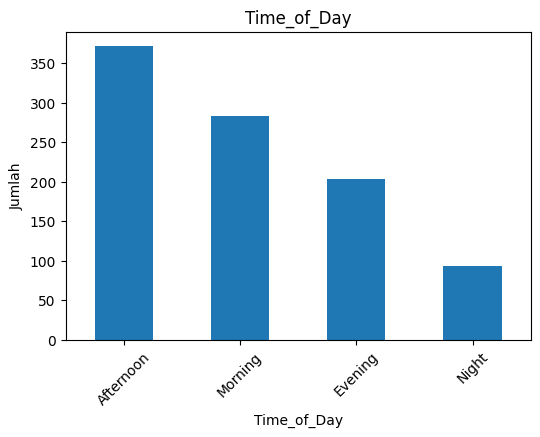 Time_of_Day
Jumlah
350
300
250
200
150
100
50
0
Afternoon
Morning
Evening
Night
Time_of_Day